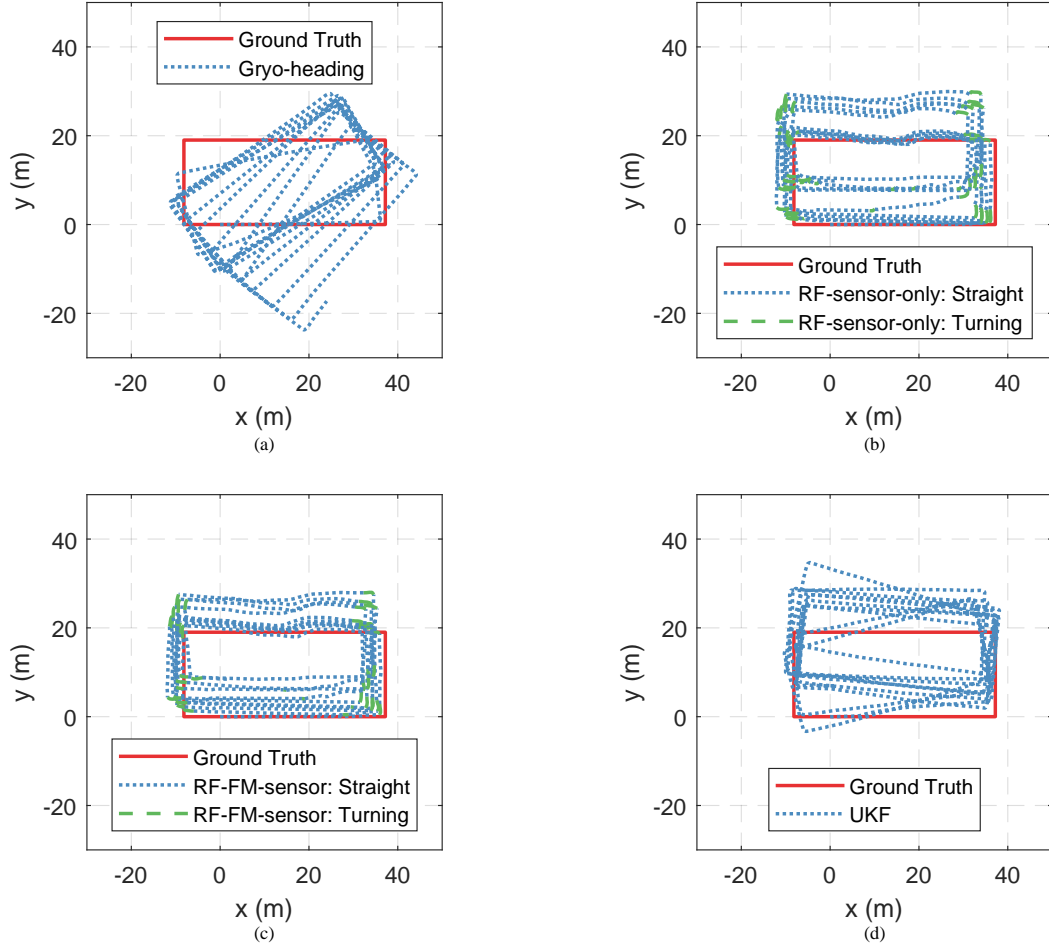 40
20
0
-20
y (m)
Ground Truth
Gryo-heading
-20 0 20 40
x (m)
(a)
40
20
0
-20
y (m)
Ground Truth
RF-sensor-only: Straight
RF-sensor-only: Turning
-20 0 20 40
x (m)
(b)
40
20
0
-20
y (m)
Ground Truth
RF-FM-sensor: Straight
RF-FM-sensor: Turning
-20 0 20 40
x (m)
(c)
40
20
0
-20
y (m)
Ground Truth
UKF
-20 0 20 40
x (m)
(d)